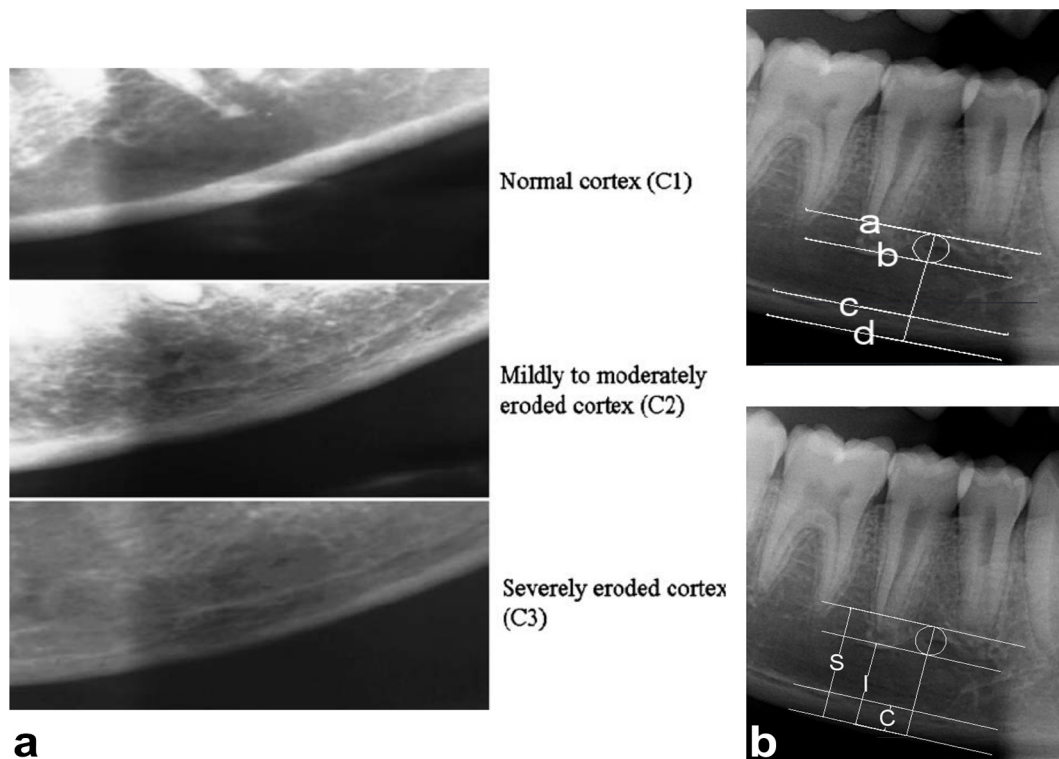 Normal cortex (C1)
Mildly to moderately
eroded cortex (C2)
Severely eroded cortex
(C3)
a
a
b
c
d
S
I
C
b